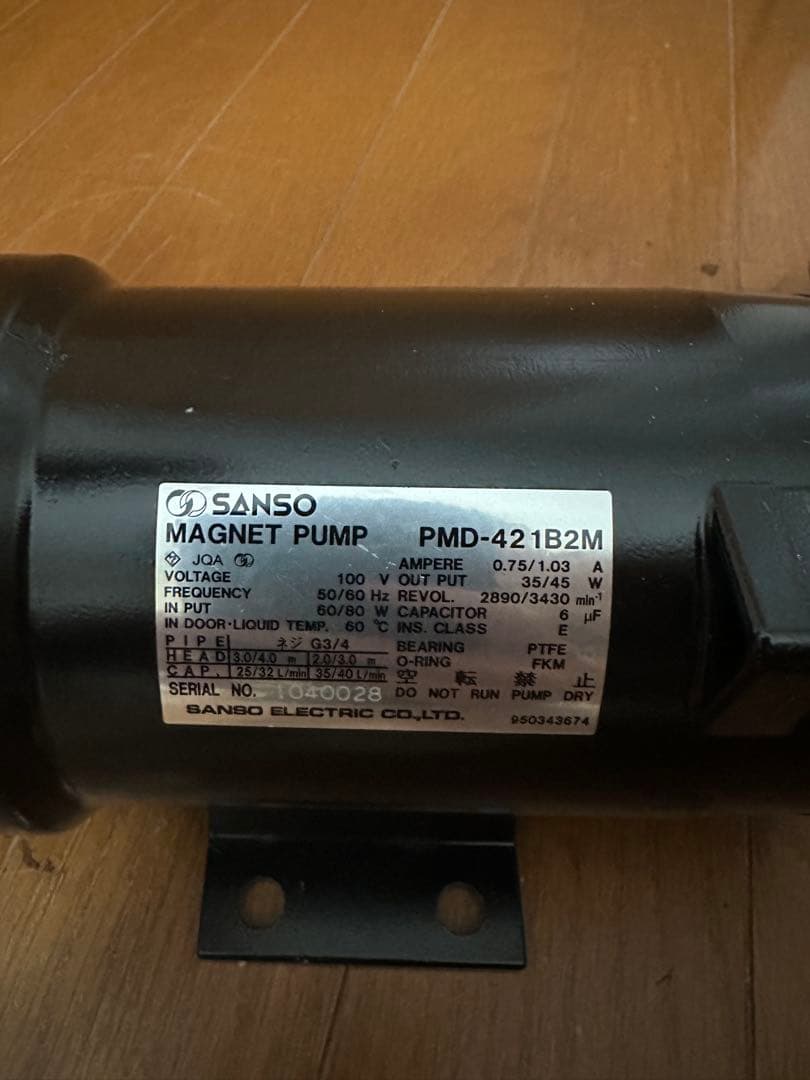 SANSO
MAGNET PUMP PMD-421B2M
JQA
VOLTAGE 100 V
FREQUENCY 50/60 Hz
IN PUT 60/80 W
IN DOOR·LIQUID TEMP. 60 ℃
AMPERE 0.75/1.03 A
OUT PUT 35/45 W
REVOL. 2890/3430 min⁻¹
CAPACITOR 6 μF
INS. CLASS E
PIPE ネジ G3/4
HEAD 3.0/4.0 m 2.0/3.0 m
CAP. 25/32 L/min 35/40 L/min
BEARING PTFE
O-RING FKM
空転禁止
SERIAL NO. 1040028 DO NOT RUN PUMP DRY
SANSO ELECTRIC CO.,LTD. 950343674